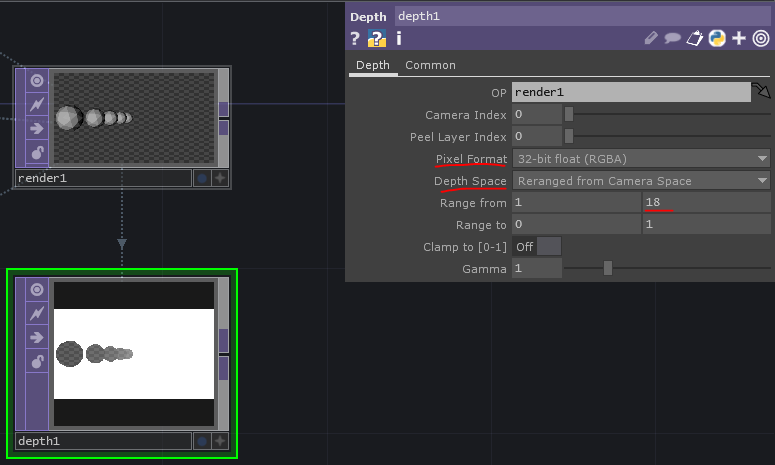 Depth depth1
? ? i
Depth Common
OP render1
Camera Index 0
Peel Layer Index 0
Pixel Format 32-bit float (RGBA)
Depth Space Reranged from Camera Space
Range from 1 18
Range to 0 1
Clamp to [0-1] Off
Gamma 1
render1
depth1